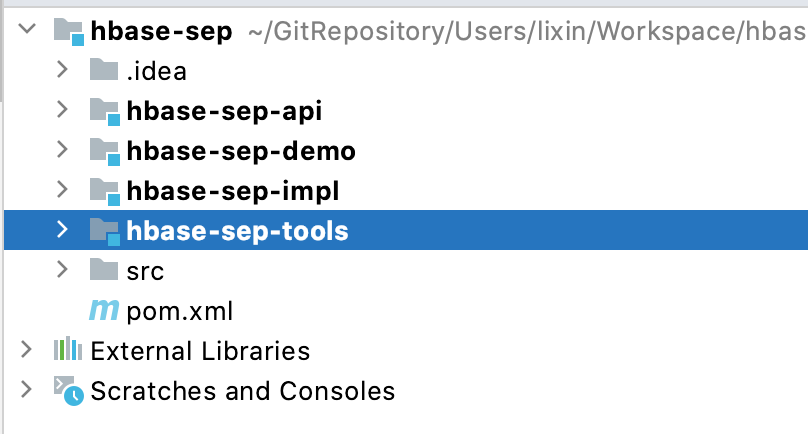 hbase-sep ~/GitRepository/Users/lixin/Workspace/hbas
.idea
hbase-sep-api
hbase-sep-demo
hbase-sep-impl
hbase-sep-tools
src
m pom.xml
External Libraries
Scratches and Consoles